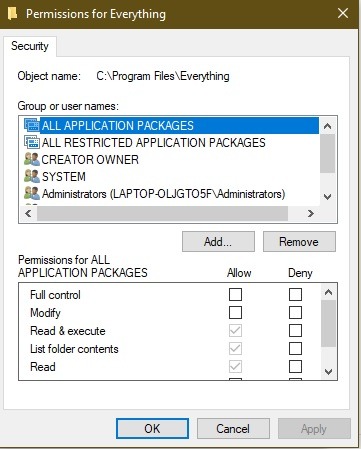 Permissions for Everything
Security
Object name: C:\Program Files\Everything
Group or user names:
ALL APPLICATION PACKAGES
ALL RESTRICTED APPLICATION PACKAGES
CREATOR OWNER
SYSTEM
Administrators (LAPTOP-OLJGTO5F\Administrators)
Add... Remove
Permissions for ALL
APPLICATION PACKAGES Allow Deny
Full control
Modify
Read & execute
List folder contents
Read
OK Cancel Apply